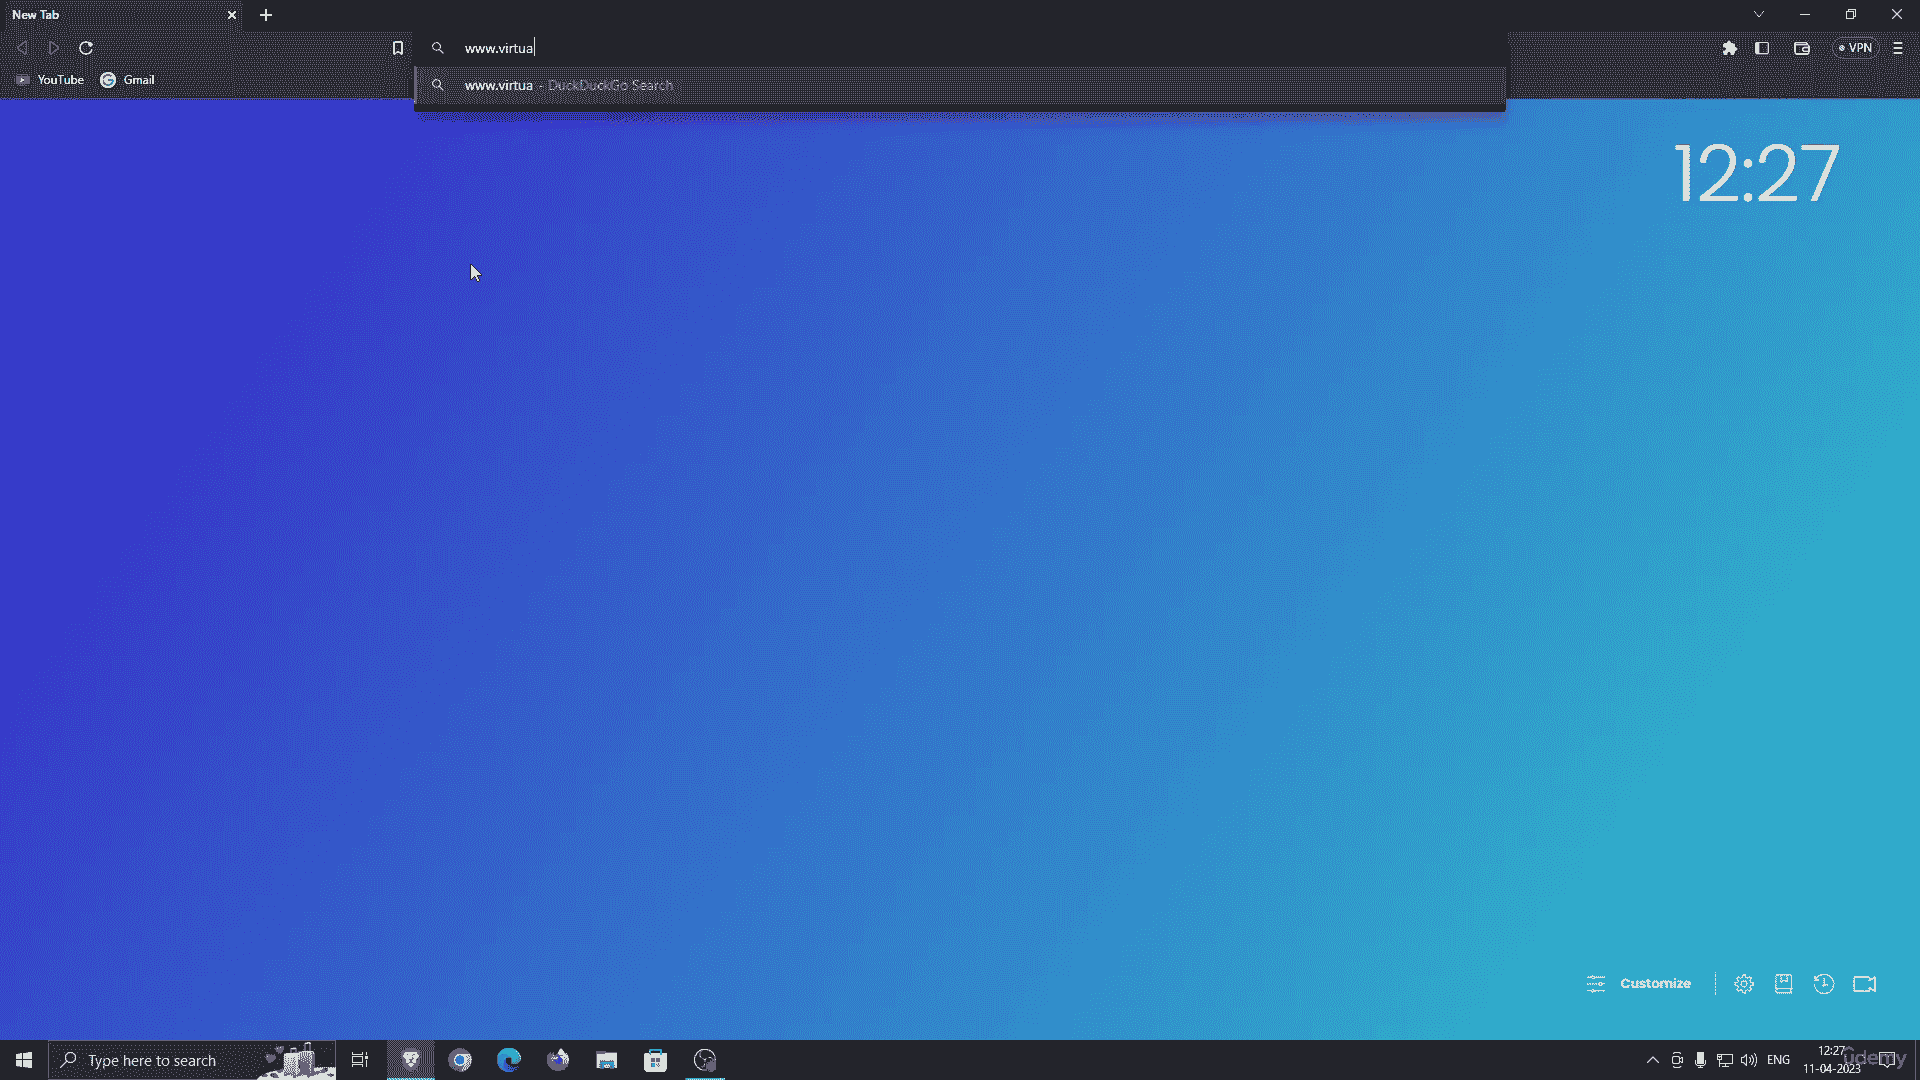 New Tab
www.virtua
VPN
YouTube
Gmail
www.virtua - DuckDuckGo Search
12:27
Customize
Type here to search
ENG
12:27
11-04-2023
udemy